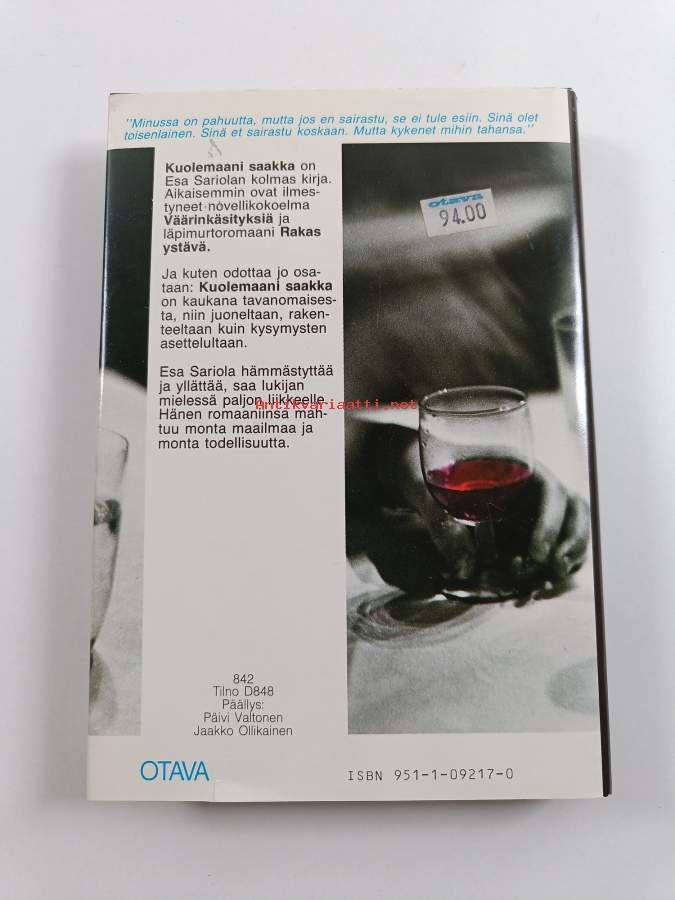 "Minussa on pahuutta, mutta jos en sairastu, se ei tule esiin. Sinä olet
toisenlainen. Sinä et sairastu koskaan. Mutta kykenet mihin tahansa."
Kuolemaani saakka on
Esa Sariolan kolmas kirja.
Aikaisemmin ovat ilmes-
tyneet novellikokoelma
Väärinkäsityksiä ja
läpimurtoromaani Rakas
ystävä.
otava
94.00
Ja kuten odottaa jo osa-
taan: Kuolemaani saakka
on kaukana tavanomaises-
ta, niin juoneltaan, raken-
teeltaan kuin kysymysten
asettelultaan.
Esa Sariola hämmästyttää
ja yllättää, saa lukijan
mielessä paljon liikkeelle.
Hänen romaaniinsa mah-
tuu monta maailmaa ja
monta todellisuutta.
Antikvariaatti.net
842
Tilno D848
Päällys:
Päivi Valtonen
Jaakko Ollikainen
OTAVA
ISBN 951-1-09217-0